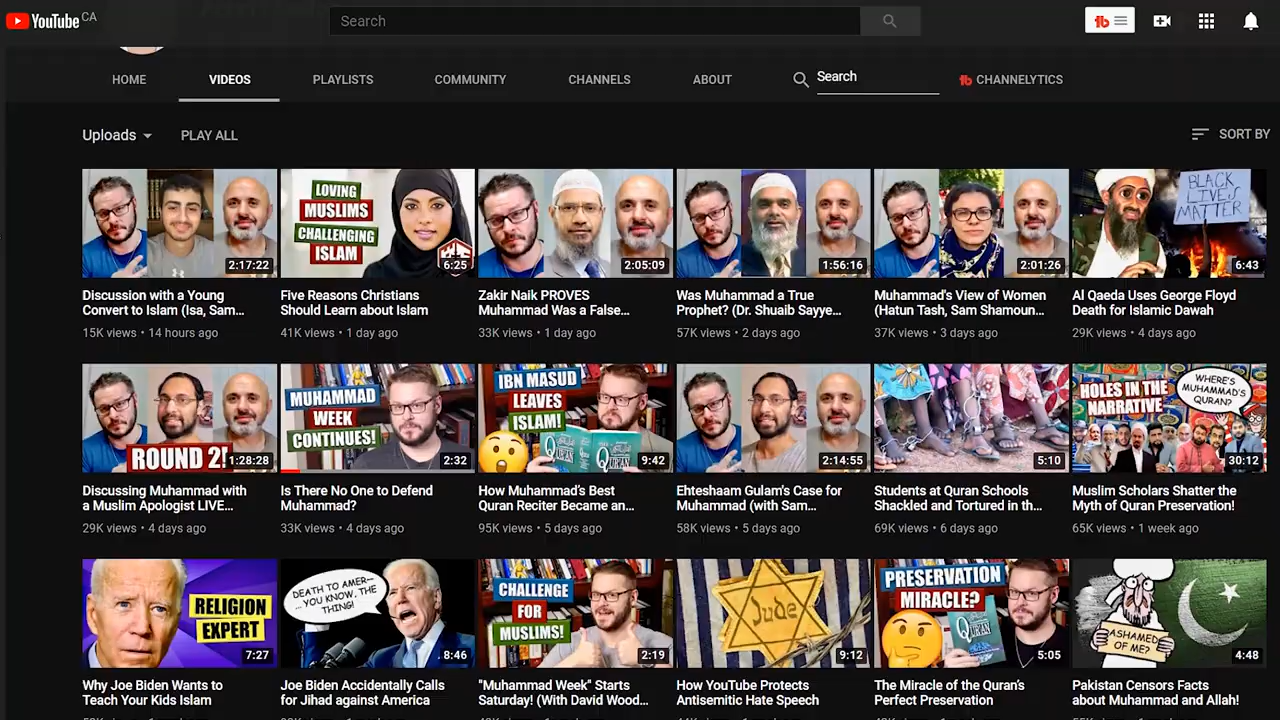 YouTube CA
Search
HOME
VIDEOS
PLAYLISTS
COMMUNITY
CHANNELS
ABOUT
Search
CHANNELYTICS
Uploads
PLAY ALL
SORT BY
2:17:22
LOVING
MUSLIMS
CHALLENGING
ISLAM
6:25
2:05:09
1:56:16
2:01:26
BLACK
LIVE'S
MATTER
6:43
Discussion with a Young
Convert to Islam (Isa, Sam...
15K views • 14 hours ago
Five Reasons Christians
Should Learn about Islam
41K views • 1 day ago
Zakir Naik PROVES
Muhammad Was a False...
33K views • 1 day ago
Was Muhammad a True
Prophet? (Dr. Shuaib Sayye...
57K views • 2 days ago
Muhammad's View of Women
(Hatun Tash, Sam Shamoun...
37K views • 3 days ago
Al Qaeda Uses George Floyd
Death for Islamic Dawah
29K views • 4 days ago
ROUND 2!
1:28:28
MUHAMMAD
WEEK
CONTINUES!
2:32
IBN MASUD
LEAVES
ISLAM!
QURAN
9:42
2:14:55
5:10
HOLES IN THE
NARRATIVE
WHERE'S
MUHAMMAD'S
QURAN?
30:12
Discussing Muhammad with
a Muslim Apologist LIVE...
29K views • 4 days ago
Is There No One to Defend
Muhammad?
33K views • 4 days ago
How Muhammad's Best
Quran Reciter Became an...
95K views • 5 days ago
Ehteshaam Gulam's Case for
Muhammad (with Sam...
58K views • 5 days ago
Students at Quran Schools
Shackled and Tortured in th...
69K views • 6 days ago
Muslim Scholars Shatter the
Myth of Quran Preservation!
65K views • 1 week ago
RELIGION
EXPERT
7:27
DEATH TO AMER—
...YOU KNOW, THE
THING!
8:46
CHALLENGE
FOR
MUSLIMS!
2:19
Jude
9:12
PRESERVATION
MIRACLE?
5:05
ASHAMED
OF ME?
4:48
Why Joe Biden Wants to
Teach Your Kids Islam
Joe Biden Accidentally Calls
for Jihad against America
"Muhammad Week" Starts
Saturday! (With David Wood...
How YouTube Protects
Antisemitic Hate Speech
The Miracle of the Quran's
Perfect Preservation
Pakistan Censors Facts
about Muhammad and Allah!